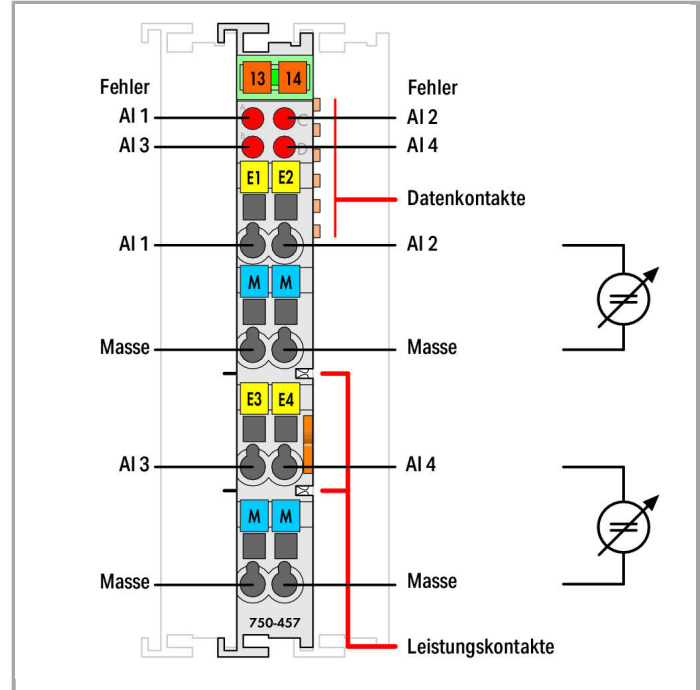 13 14
Fehler Fehler
A C
AI 1 AI 2
B D
AI 3 AI 4
E1 E2
Datenkontakte
AI 1 AI 2
M M
Masse Masse
E3 E4
AI 3 AI 4
M M
Masse Masse
750-457
Leistungskontakte